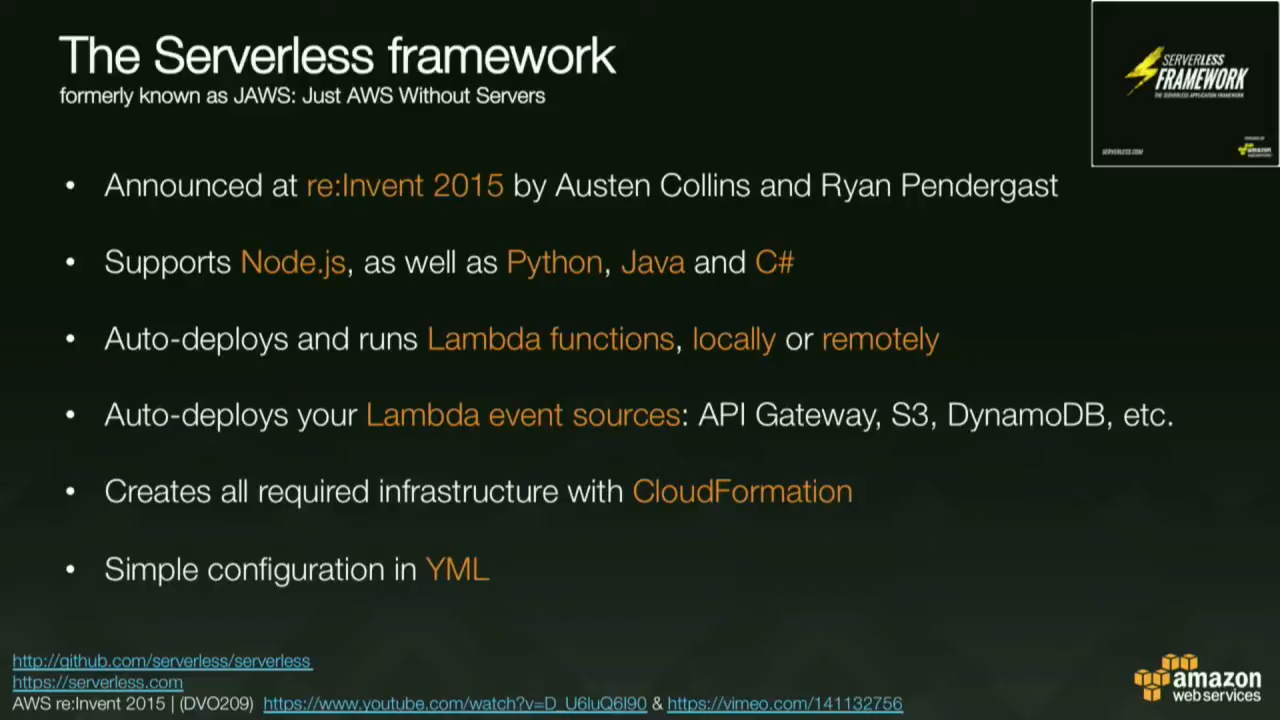 The Serverless framework
formerly known as JAWS: Just AWS Without Servers
SERVERLESS
FRAMEWORK
THE SERVERLESS APPLICATION FRAMEWORK
SERVERLESS.COM
POWERED BY
amazon
• Announced at re:Invent 2015 by Austen Collins and Ryan Pendergast
• Supports Node.js, as well as Python, Java and C#
• Auto-deploys and runs Lambda functions, locally or remotely
• Auto-deploys your Lambda event sources: API Gateway, S3, DynamoDB, etc.
• Creates all required infrastructure with CloudFormation
• Simple configuration in YML
http://github.com/serverless/serverless
https://serverless.com
AWS re:Invent 2015 | (DVO209) https://www.youtube.com/watch?v=D_U6luQ6I90 & https://vimeo.com/141132756
amazon
web services